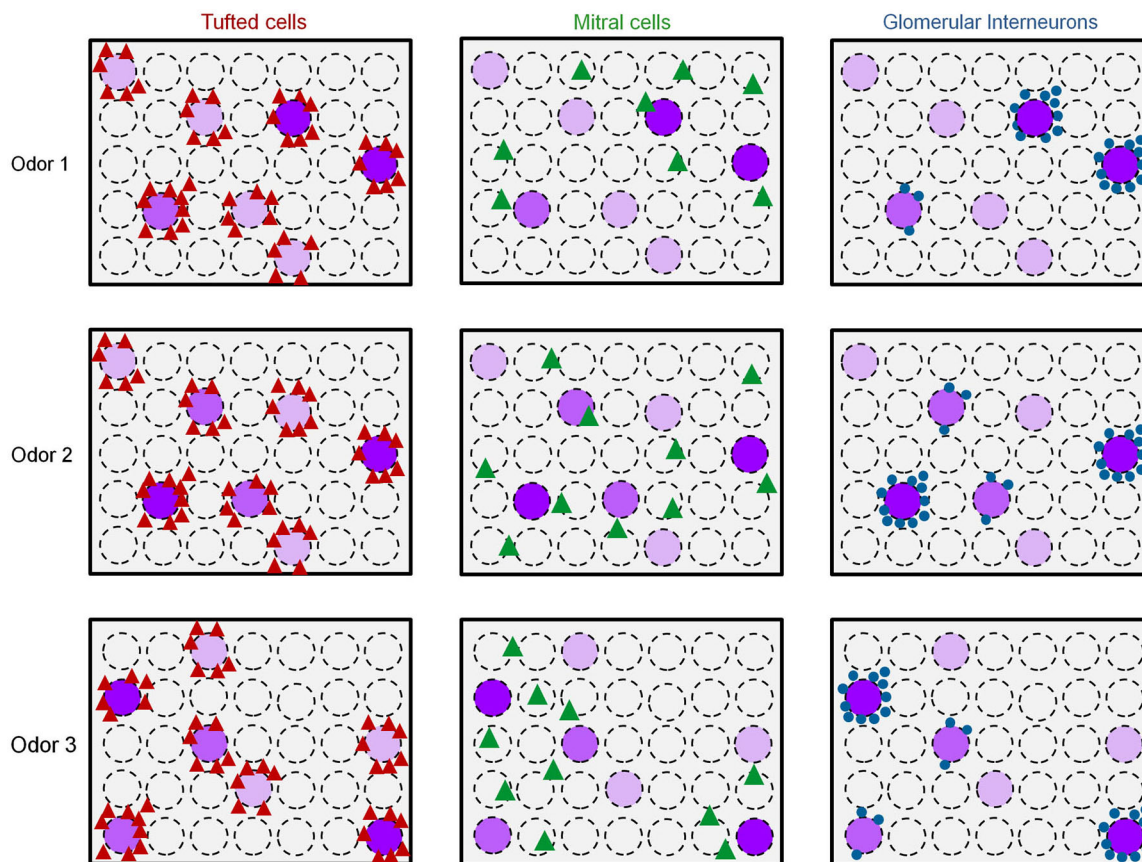 Tufted cells
Mitral cells
Glomerular Interneurons
Odor 1
Odor 2
Odor 3